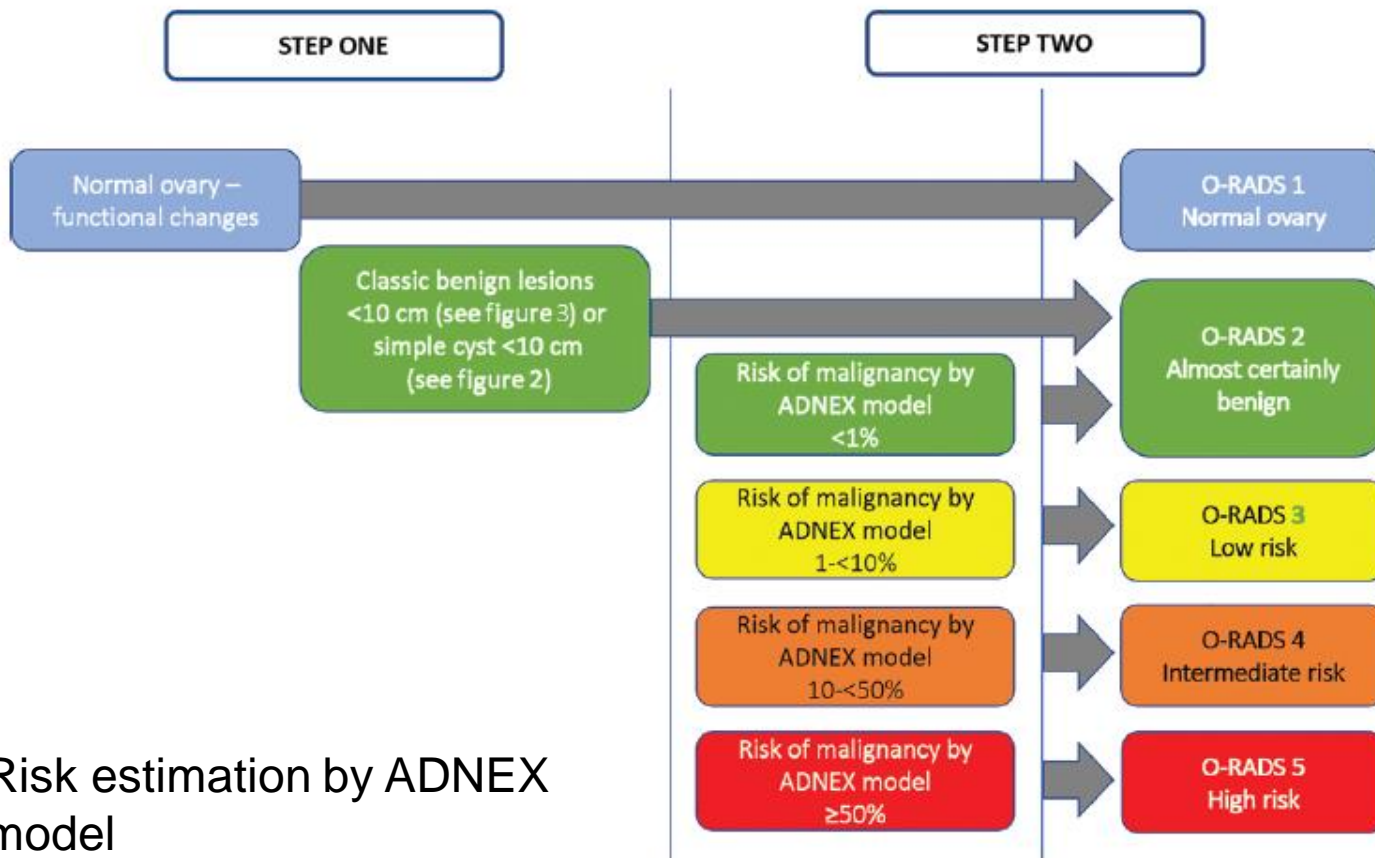 STEP ONE
STEP TWO
Normal ovary –
functional changes
O-RADS 1
Normal ovary
Classic benign lesions
<10 cm (see figure 3) or
simple cyst <10 cm
(see figure 2)
O-RADS 2
Almost certainly
benign
Risk of malignancy by
ADNEX model
<1%
Risk of malignancy by
ADNEX model
1-<10%
O-RADS 3
Low risk
Risk of malignancy by
ADNEX model
10-<50%
O-RADS 4
Intermediate risk
Risk of malignancy by
ADNEX model
≥50%
O-RADS 5
High risk
Risk estimation by ADNEX
model